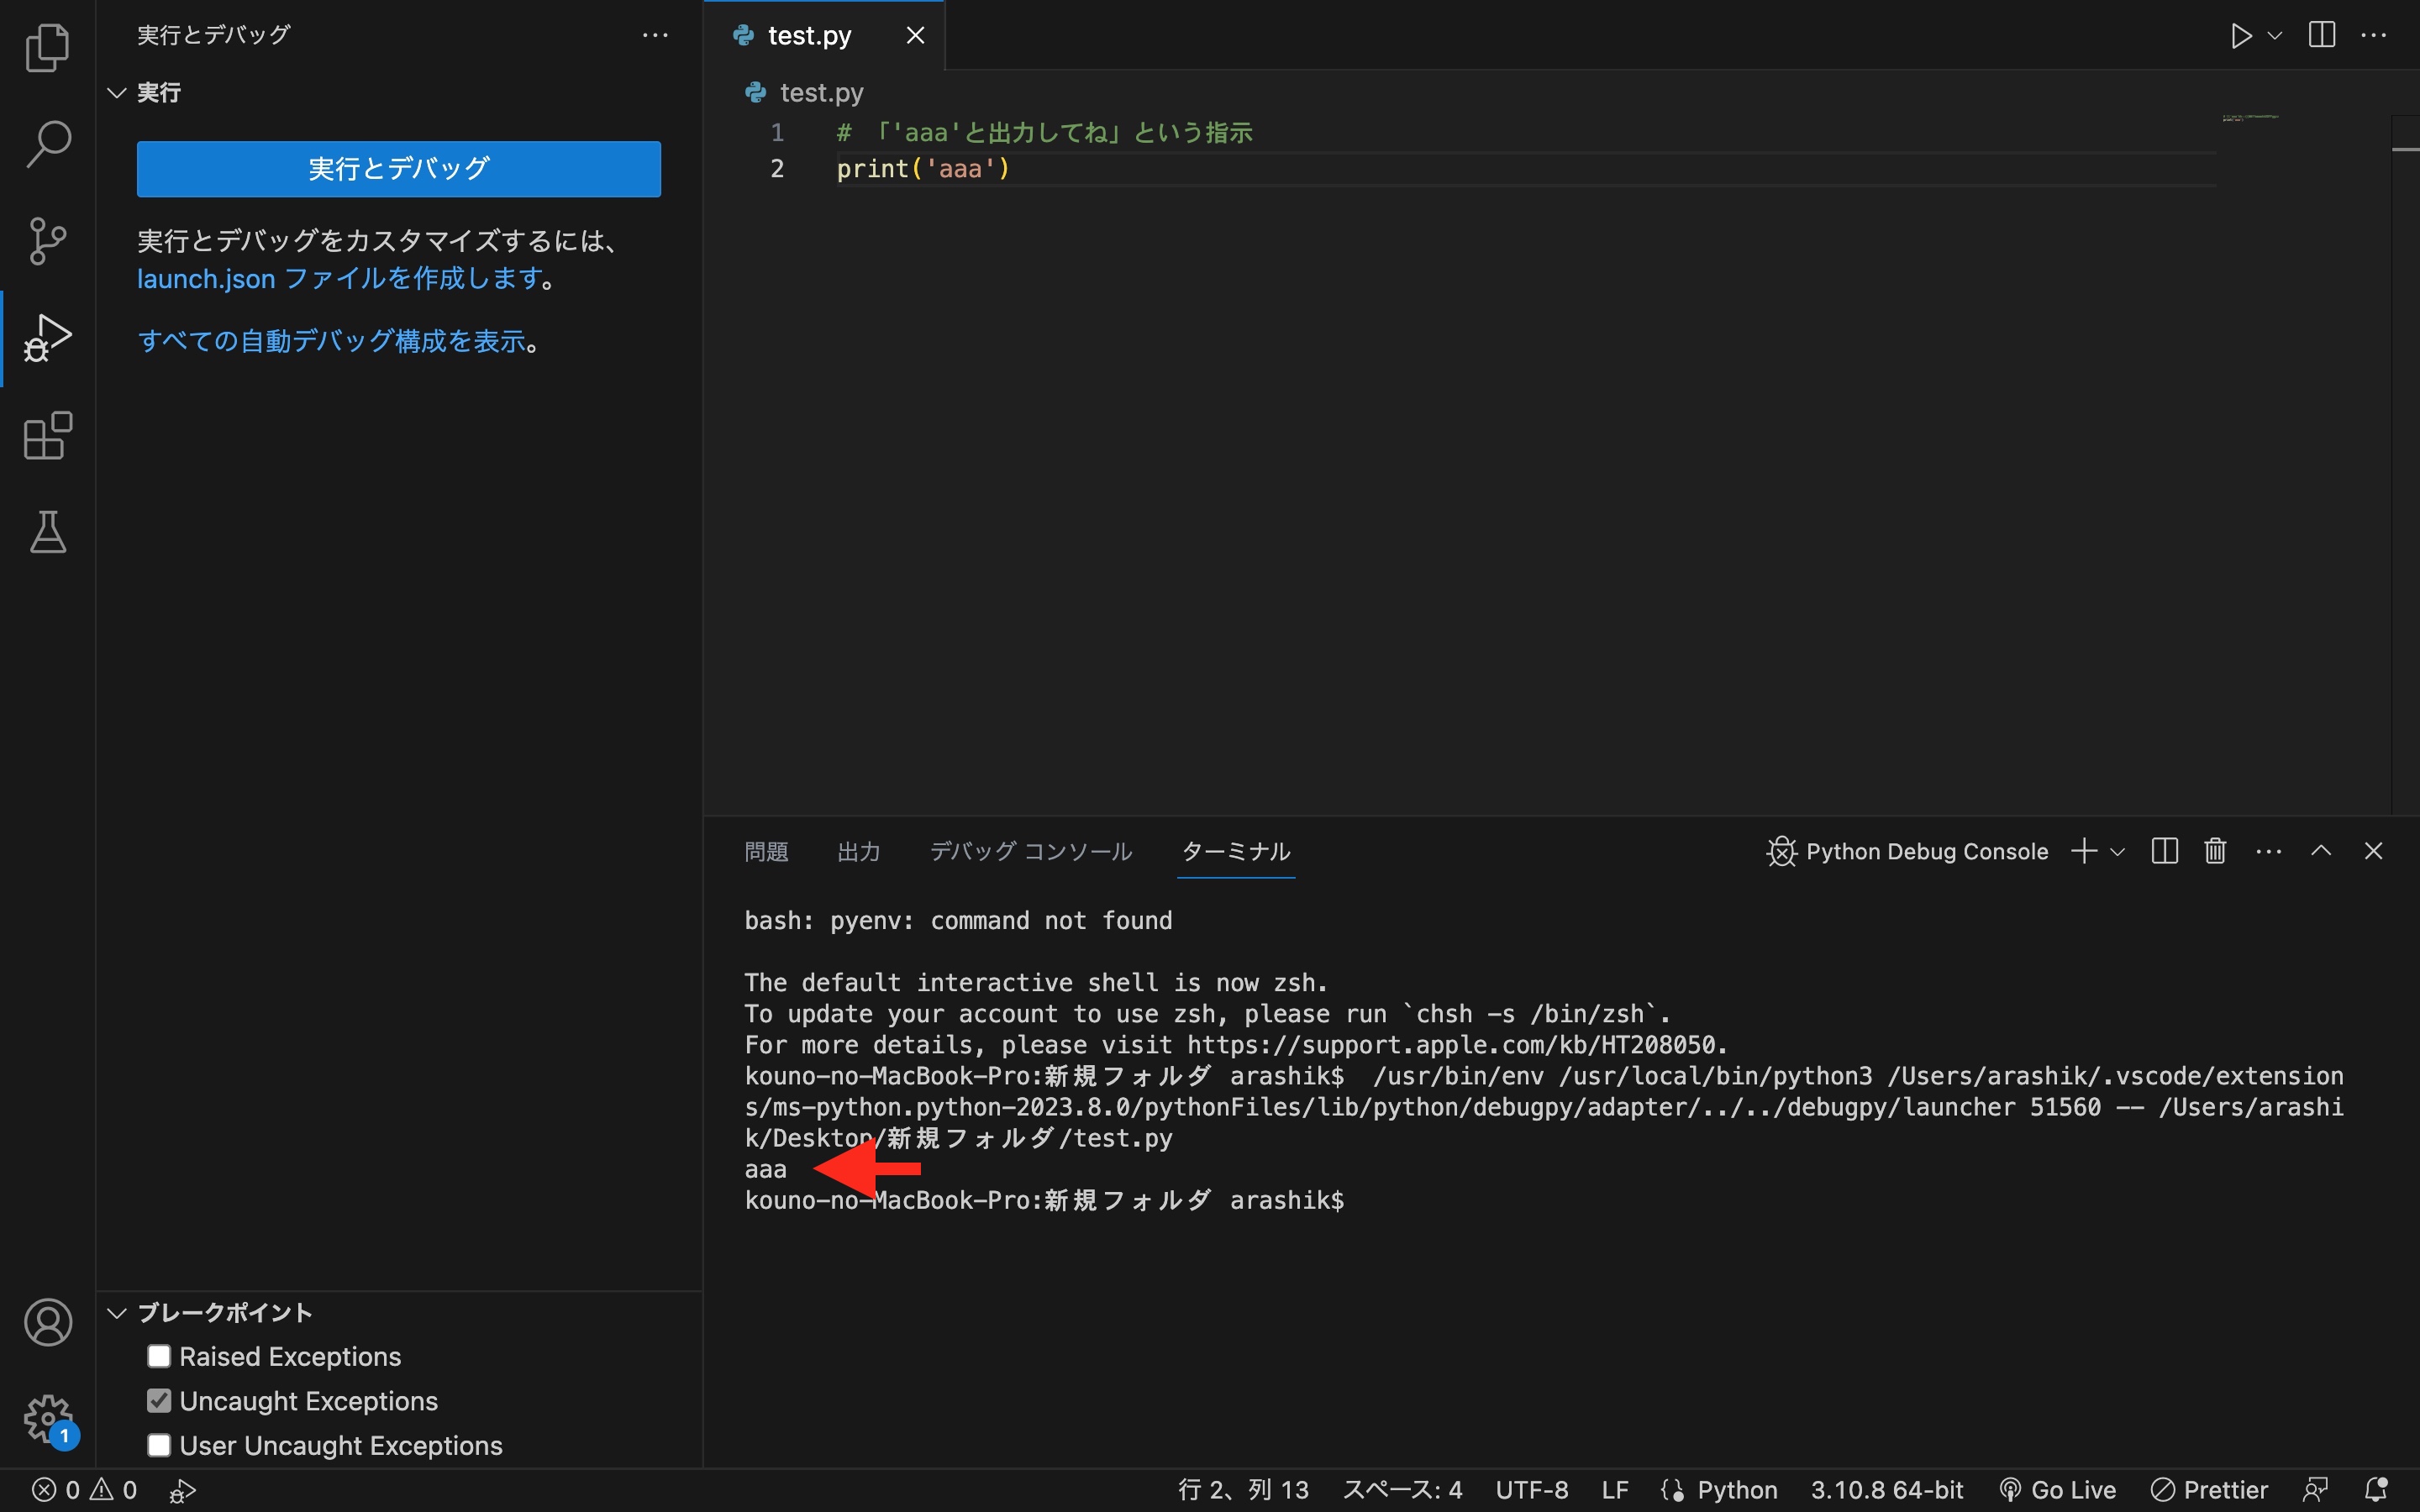 実行とデバッグ
実行
実行とデバッグ
実行とデバッグをカスタマイズするには、
launch.json ファイルを作成します。
すべての自動デバッグ構成を表示。
test.py
test.py
1 # 「'aaa'と出力してね」という指示
2 print('aaa')
問題 出力 デバッグ コンソール ターミナル Python Debug Console
bash: pyenv: command not found
The default interactive shell is now zsh.
To update your account to use zsh, please run `chsh -s /bin/zsh`.
For more details, please visit https://support.apple.com/kb/HT208050.
kouno-no-MacBook-Pro:新規フォルダ arashik$  /usr/bin/env /usr/local/bin/python3 /Users/arashik/.vscode/extension
s/ms-python.python-2023.8.0/pythonFiles/lib/python/debugpy/adapter/../../debugpy/launcher 51560 -- /Users/arashi
k/Desktop/新規フォルダ/test.py
aaa
kouno-no-MacBook-Pro:新規フォルダ arashik$
ブレークポイント
Raised Exceptions
Uncaught Exceptions
User Uncaught Exceptions
1
0 0 行 2、列 13 スペース: 4 UTF-8 LF Python 3.10.8 64-bit Go Live Prettier